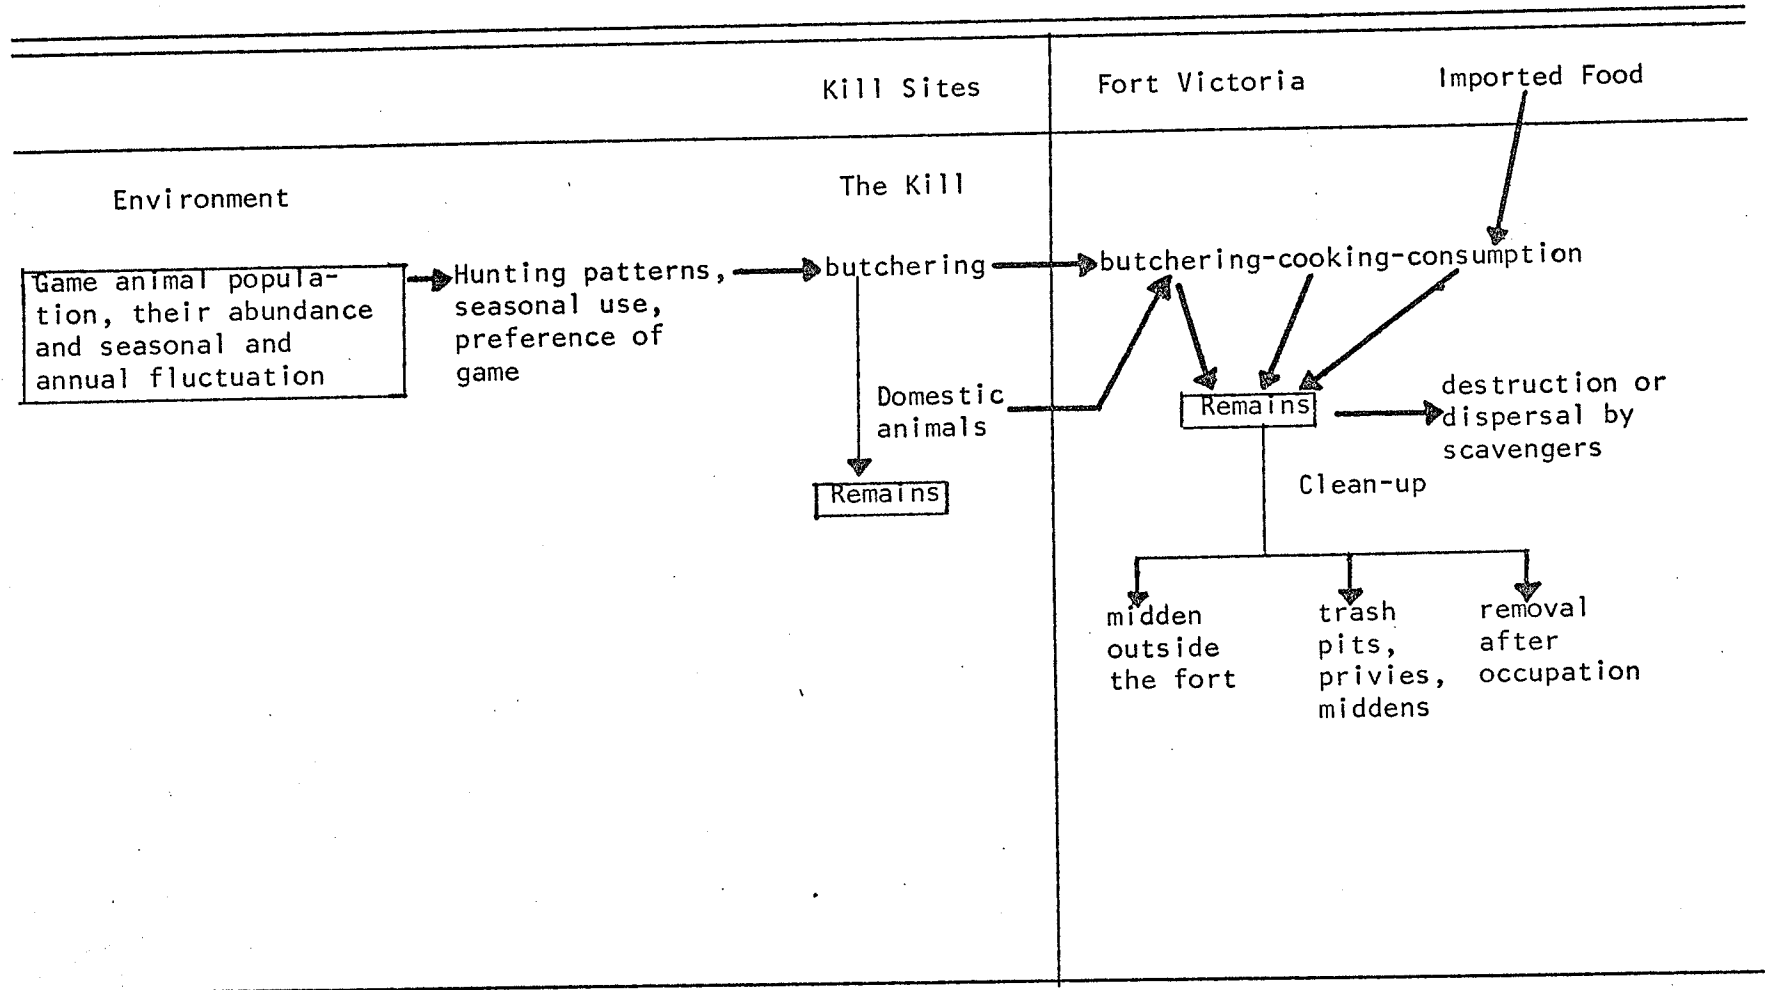 Kill Sites
Fort Victoria
Imported Food
Environment
The Kill
Game animal popula-
tion, their abundance
and seasonal and
annual fluctuation
Hunting patterns,
seasonal use,
preference of
game
butchering
butchering-cooking-consumption
Domestic
animals
Remains
Remains
destruction or
dispersal by
scavengers
Clean-up
midden
outside
the fort
trash
pits,
privies,
middens
removal
after
occupation